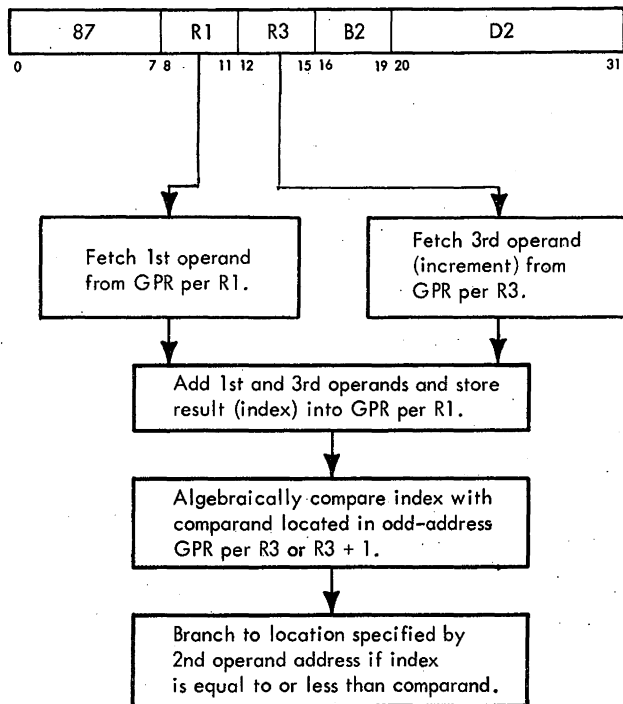 87 R1 R3 B2 D2
0 7 8 11 12 15 16 19 20 31
Fetch 1st operand
from GPR per R1.
Fetch 3rd operand
(increment) from
GPR per R3.
Add 1st and 3rd operands and store
result (index) into GPR per R1.
Algebraically compare index with
comparand located in odd-address
GPR per R3 or R3 + 1.
Branch to location specified by
2nd operand address if index
is equal to or less than comparand.